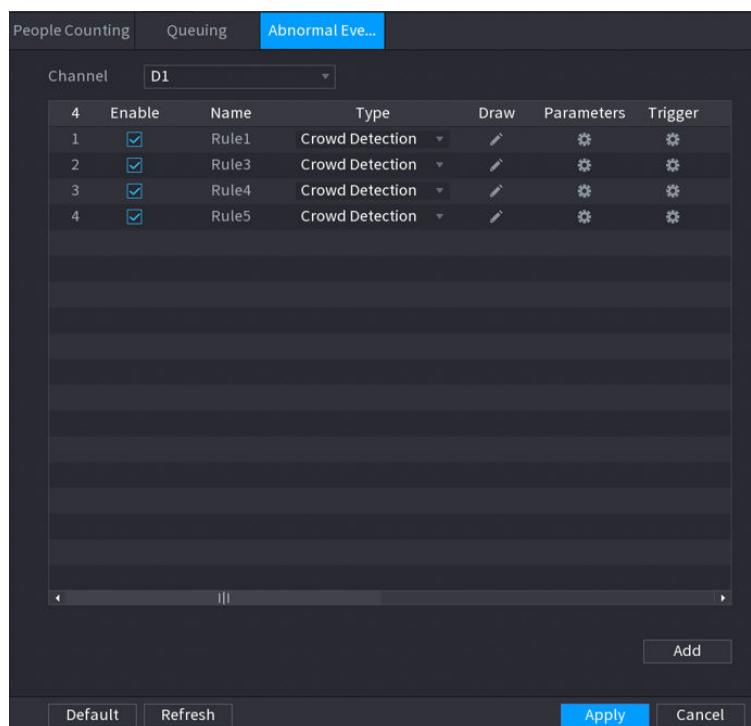 People Counting Queuing Abnormal Eve...
Channel D1
4 Enable Name Type Draw Parameters Trigger
1 Rule1 Crowd Detection
2 Rule3 Crowd Detection
3 Rule4 Crowd Detection
4 Rule5 Crowd Detection
Add
Default Refresh Apply Cancel